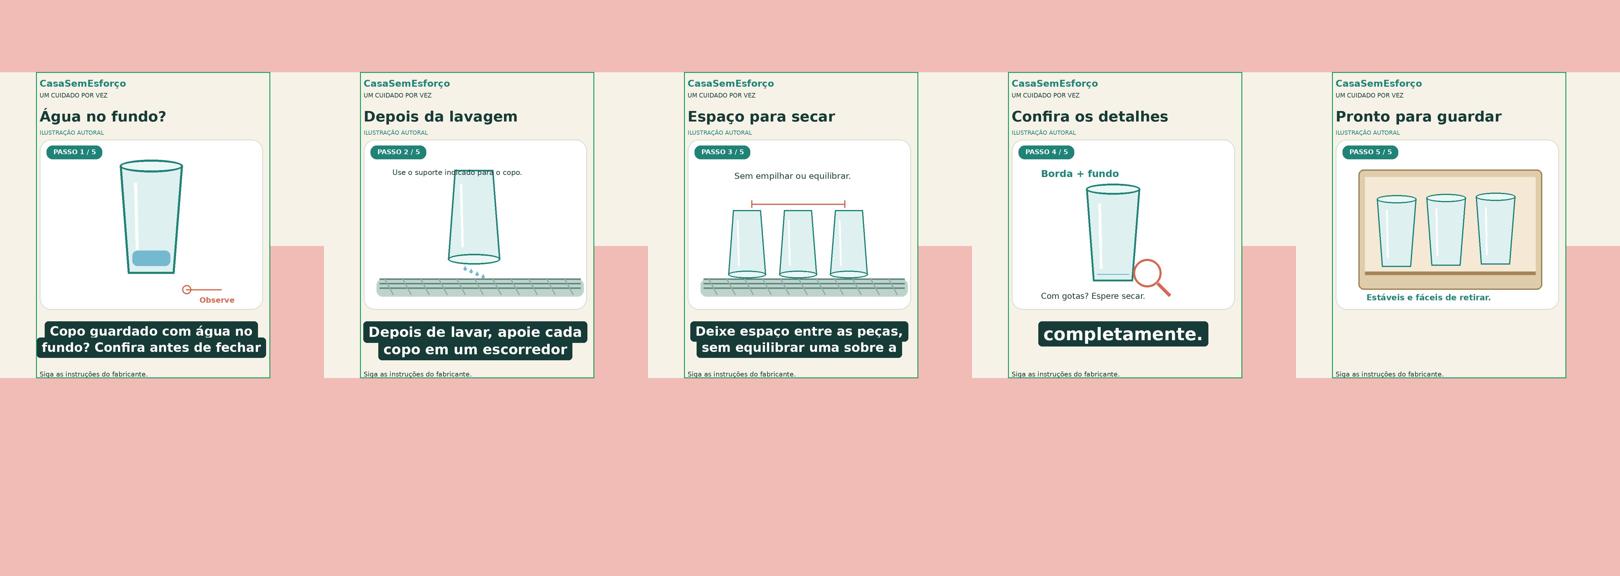 CasaSemEsforço
UM CUIDADO POR VEZ
Água no fundo?
ILUSTRAÇÃO AUTORAL
PASSO 1 / 5
Observe
Copo guardado com água no
fundo? Confira antes de fechar
Siga as instruções do fabricante.
CasaSemEsforço
UM CUIDADO POR VEZ
Depois da lavagem
ILUSTRAÇÃO AUTORAL
PASSO 2 / 5
Use o suporte indicado para o copo.
Depois de lavar, apoie cada
copo em um escorredor
Siga as instruções do fabricante.
CasaSemEsforço
UM CUIDADO POR VEZ
Espaço para secar
ILUSTRAÇÃO AUTORAL
PASSO 3 / 5
Sem empilhar ou equilibrar.
Deixe espaço entre as peças,
sem equilibrar uma sobre a
Siga as instruções do fabricante.
CasaSemEsforço
UM CUIDADO POR VEZ
Confira os detalhes
ILUSTRAÇÃO AUTORAL
PASSO 4 / 5
Borda + fundo
Com gotas? Espere secar.
completamente.
Siga as instruções do fabricante.
CasaSemEsforço
UM CUIDADO POR VEZ
Pronto para guardar
ILUSTRAÇÃO AUTORAL
PASSO 5 / 5
Estáveis e fáceis de retirar.
Siga as instruções do fabricante.